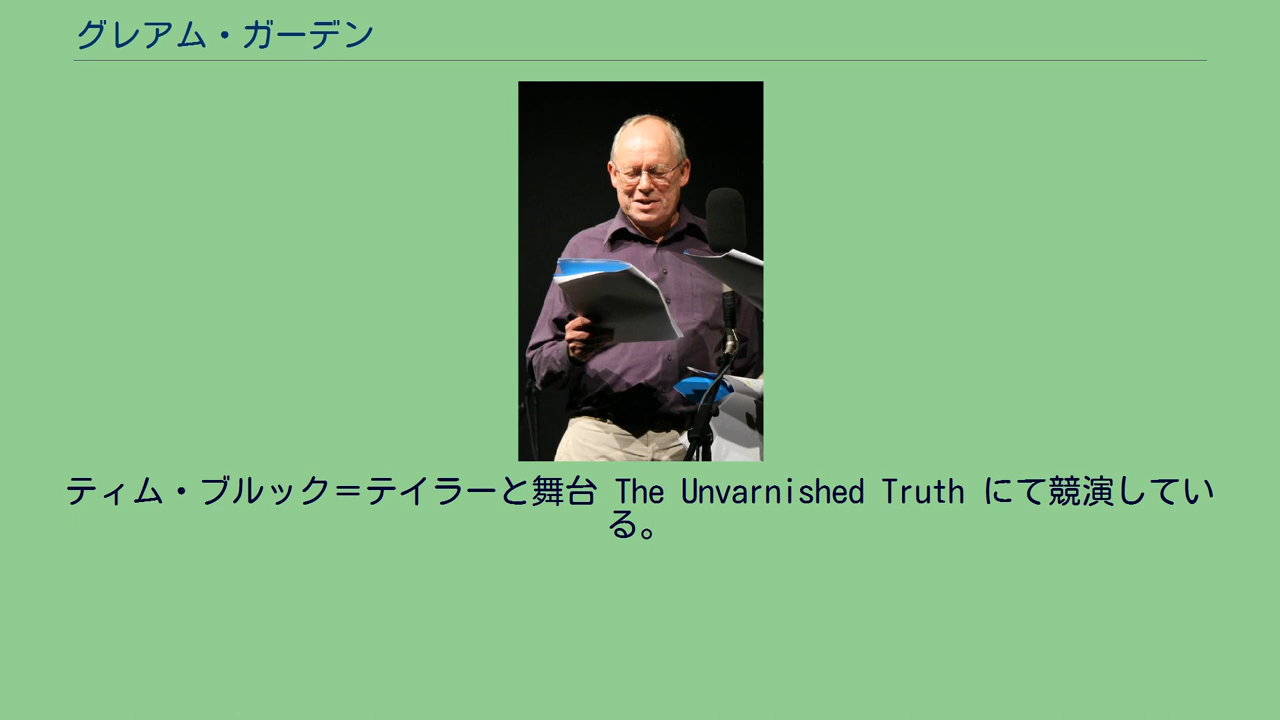 グレアム・ガーデン
ティム・ブルック＝テイラーと舞台 The Unvarnished Truth にて競演してい
る。